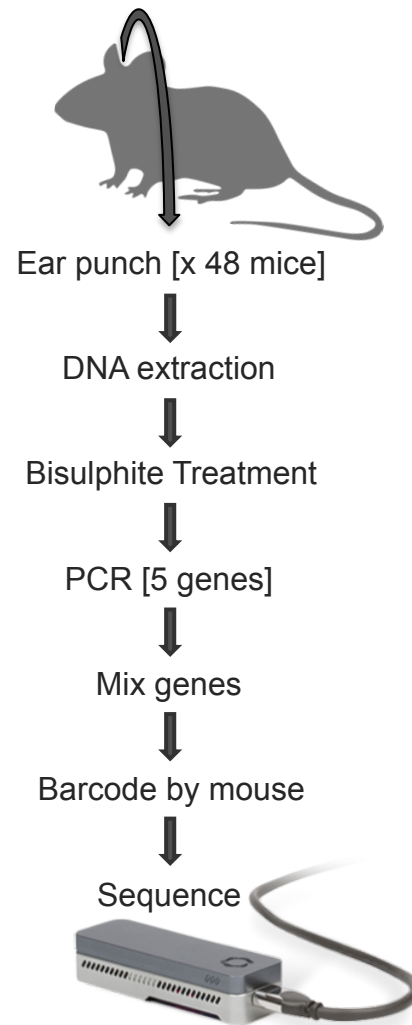 Ear punch [x 48 mice]
DNA extraction
Bisulphite Treatment
PCR [5 genes]
Mix genes
Barcode by mouse
Sequence